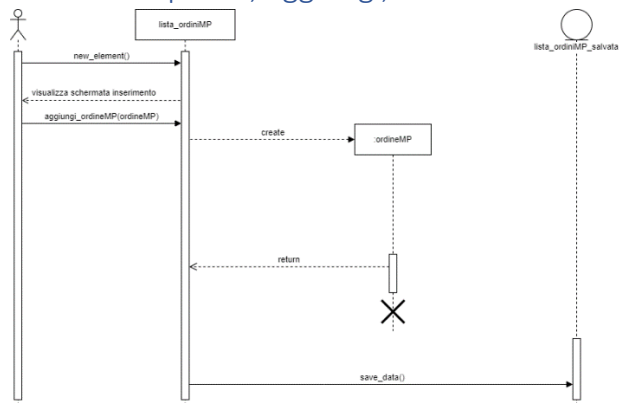 lista_ordiniMP
lista_ordiniMP_salvata
new_element()
visualizza schermata inserimento
aggiungi_ordineMP(ordineMP)
create
:ordineMP
return
save_data()